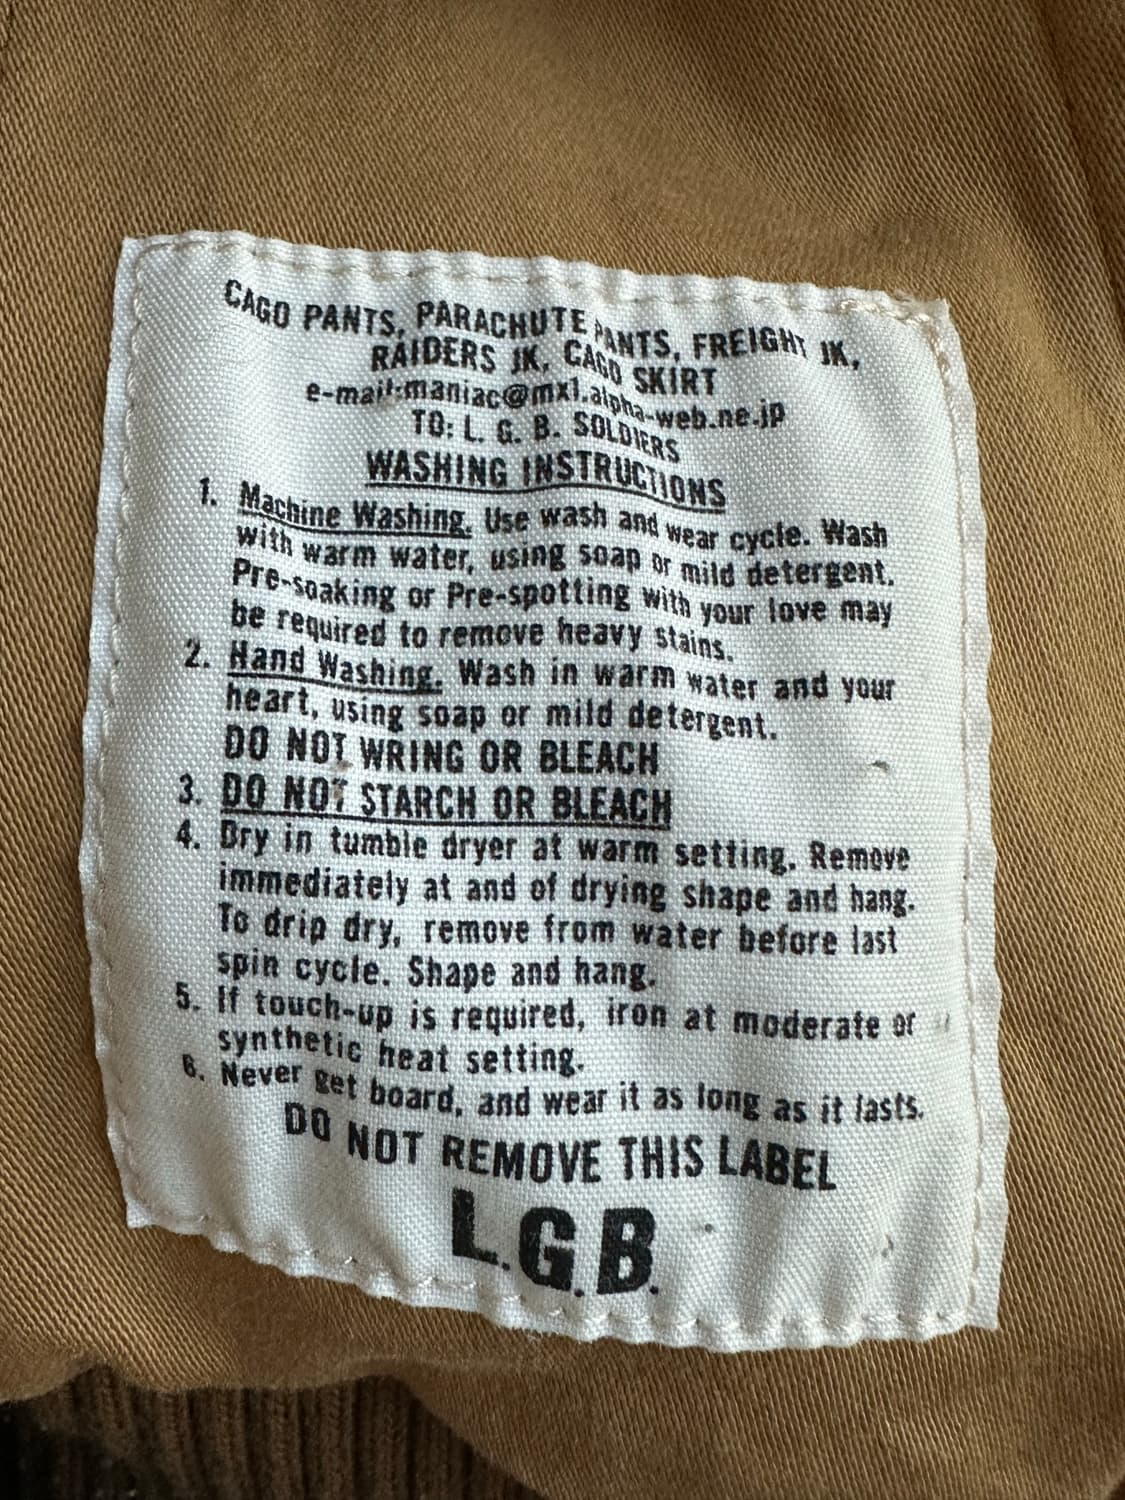 CAGO PANTS, PARACHUTE PANTS, FREIGHT JK,
RAIDERS JK, CAGO SKIRT
e-mail:maniac@mx1.alpha-web.ne.jp
TO: L. G. B. SOLDIERS
WASHING INSTRUCTIONS
1. Machine Washing. Use wash and wear cycle. Wash
with warm water, using soap or mild detergent.
Pre-soaking or Pre-spotting with your love may
be required to remove heavy stains.
2. Hand Washing. Wash in warm water and your
heart, using soap or mild detergent.
DO NOT WRING OR BLEACH
3. DO NOT STARCH OR BLEACH
4. Dry in tumble dryer at warm setting. Remove
immediately at and of drying shape and hang.
To drip dry, remove from water before last
spin cycle. Shape and hang.
5. If touch-up is required, iron at moderate or
synthetic heat setting.
6. Never get board, and wear it as long as it lasts.
DO NOT REMOVE THIS LABEL
L.G.B.